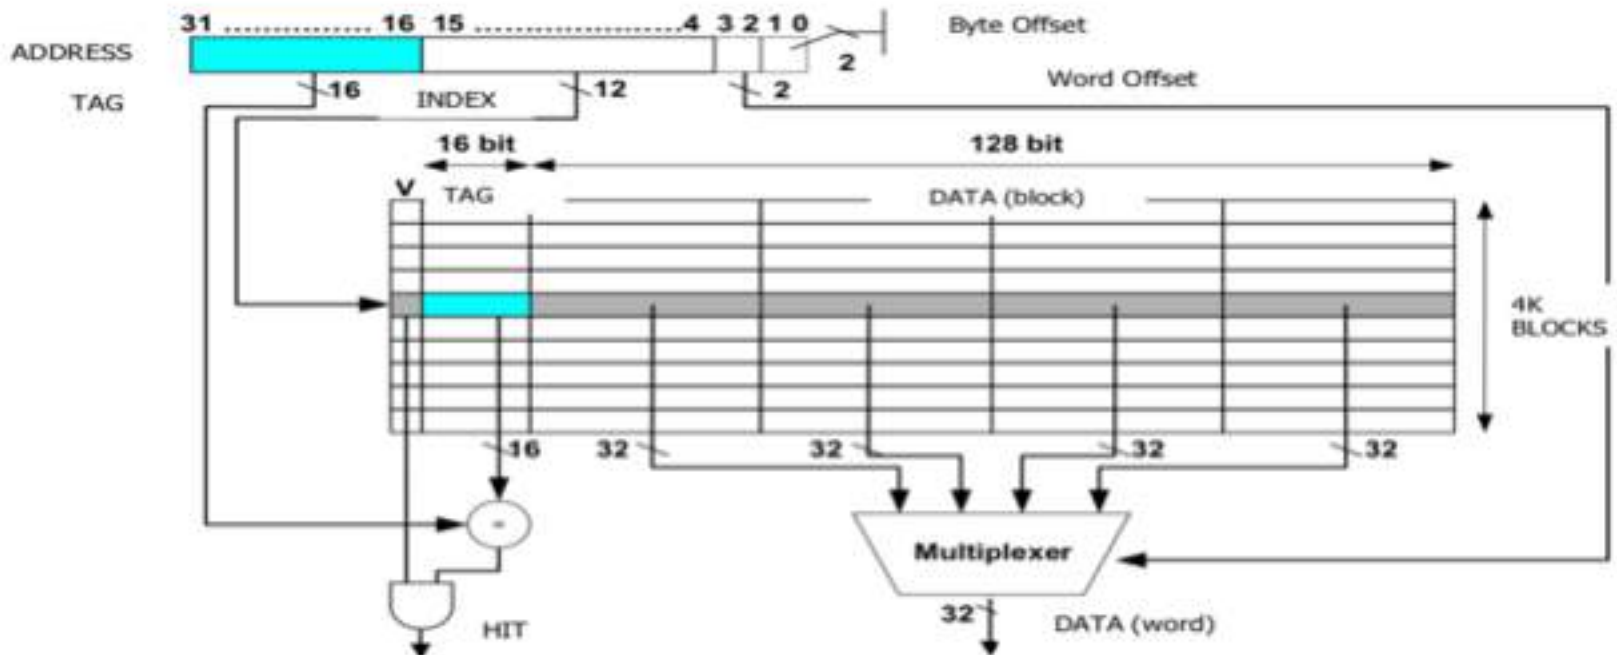 31 ............... 16 15 ..........................4 3 2 1 0
Byte Offset
ADDRESS
2
Word Offset
TAG
16
INDEX
12
2
16 bit
128 bit
V
TAG
DATA (block)
4K
BLOCKS
16
32
32
32
32
=
Multiplexer
32
DATA (word)
HIT